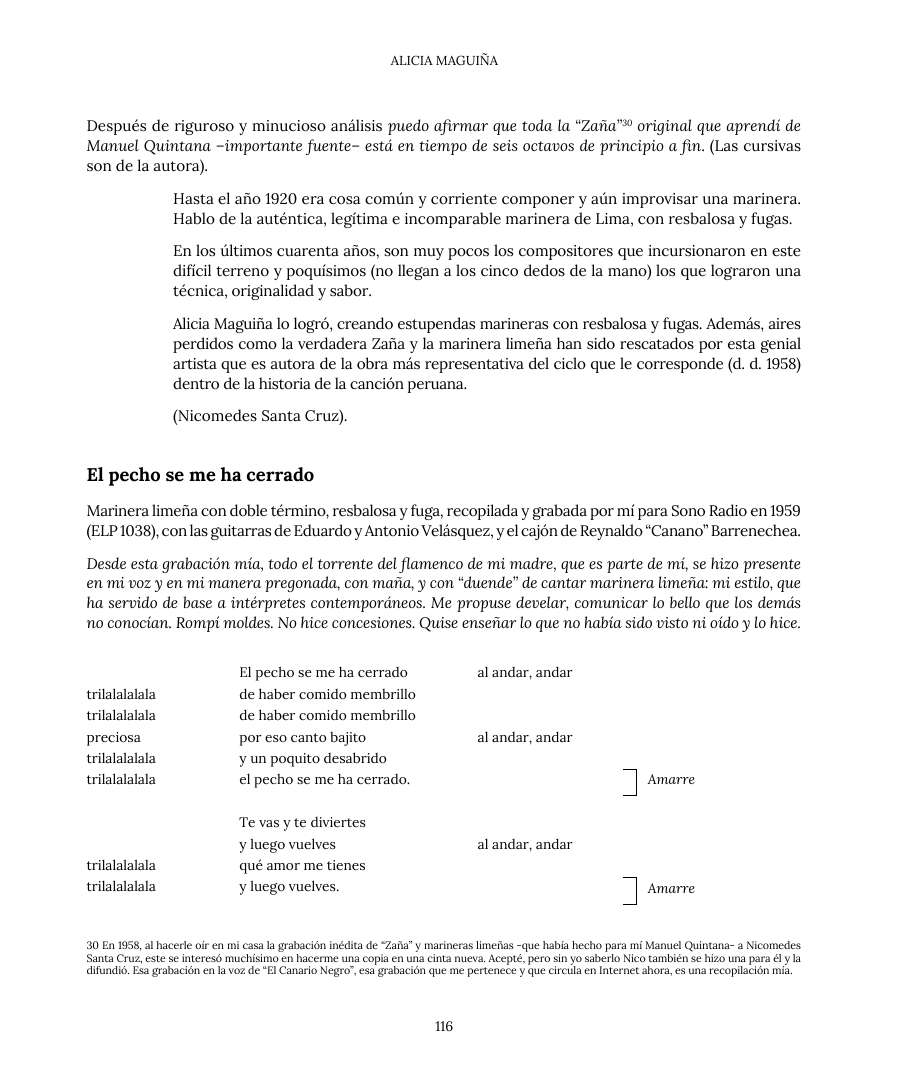 ALICIA MAGUIÑA
Después de riguroso y minucioso análisis puedo afirmar que toda la “Zaña”30 original que aprendí de
Manuel Quintana –importante fuente– está en tiempo de seis octavos de principio a fin. (Las cursivas
son de la autora).
Hasta el año 1920 era cosa común y corriente componer y aún improvisar una marinera.
Hablo de la auténtica, legítima e incomparable marinera de Lima, con resbalosa y fugas.
En los últimos cuarenta años, son muy pocos los compositores que incursionaron en este
difícil terreno y poquísimos (no llegan a los cinco dedos de la mano) los que lograron una
técnica, originalidad y sabor.
Alicia Maguiña lo logró, creando estupendas marineras con resbalosa y fugas. Además, aires
perdidos como la verdadera Zaña y la marinera limeña han sido rescatados por esta genial
artista que es autora de la obra más representativa del ciclo que le corresponde (d. d. 1958)
dentro de la historia de la canción peruana.
(Nicomedes Santa Cruz).
El pecho se me ha cerrado
Marinera limeña con doble término, resbalosa y fuga, recopilada y grabada por mí para Sono Radio en 1959
(ELP 1038), con las guitarras de Eduardo y Antonio Velásquez, y el cajón de Reynaldo “Canano” Barrenechea.
Desde esta grabación mía, todo el torrente del flamenco de mi madre, que es parte de mí, se hizo presente
en mi voz y en mi manera pregonada, con maña, y con “duende” de cantar marinera limeña: mi estilo, que
ha servido de base a intérpretes contemporáneos. Me propuse develar, comunicar lo bello que los demás
no conocían. Rompí moldes. No hice concesiones. Quise enseñar lo que no había sido visto ni oído y lo hice.
El pecho se me ha cerrado al andar, andar
trilalalalala de haber comido membrillo
trilalalalala de haber comido membrillo
preciosa por eso canto bajito al andar, andar
trilalalalala y un poquito desabrido
trilalalalala el pecho se me ha cerrado. Amarre
Te vas y te diviertes
y luego vuelves al andar, andar
trilalalalala qué amor me tienes
trilalalalala y luego vuelves. Amarre
30 En 1958, al hacerle oír en mi casa la grabación inédita de “Zaña” y marineras limeñas –que había hecho para mí Manuel Quintana– a Nicomedes
Santa Cruz, este se interesó muchísimo en hacerme una copia en una cinta nueva. Acepté, pero sin yo saberlo Nico también se hizo una para él y la
difundió. Esa grabación en la voz de “El Canario Negro”, esa grabación que me pertenece y que circula en Internet ahora, es una recopilación mía.
116